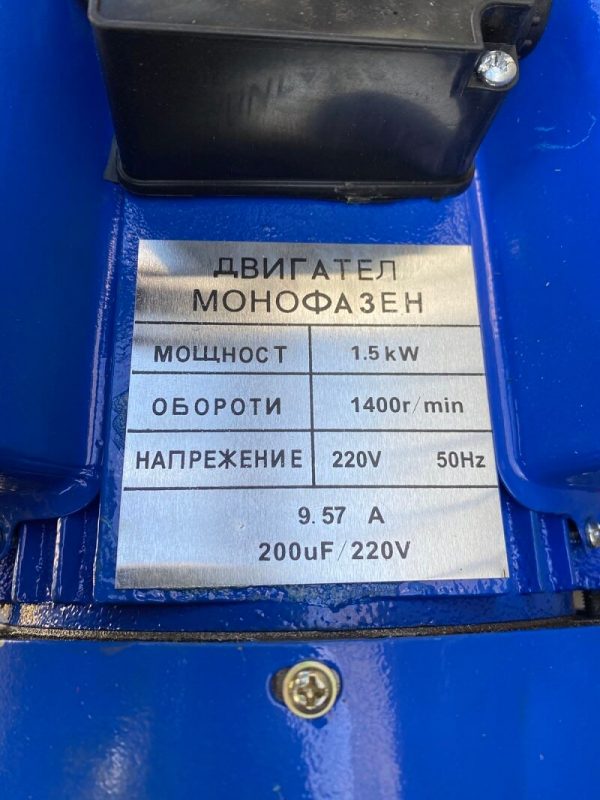 ДВИГАТЕЛ
МОНОФАЗЕН
МОЩНОСТ 1.5 kW
ОБОРОТИ 1400r/min
НАПРЕЖЕНИЕ 220V 50Hz
9.57 A
200uF/220V